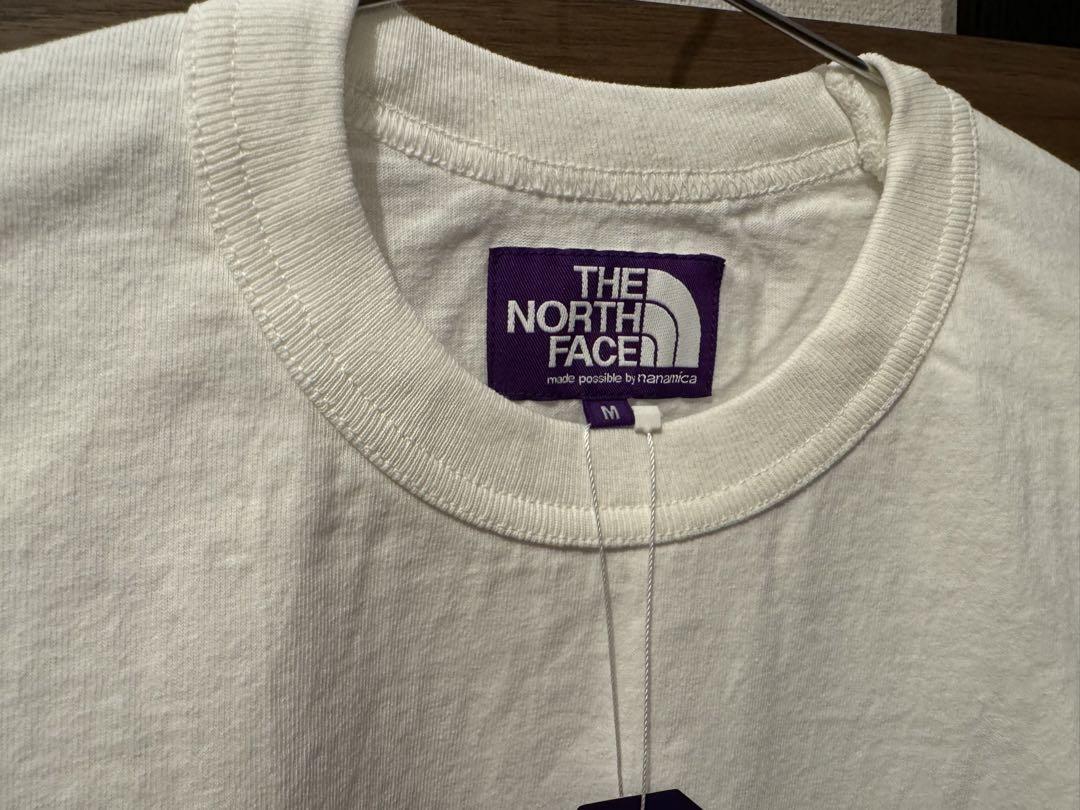 THE
NORTH
FACE
made possible by nanamica
M